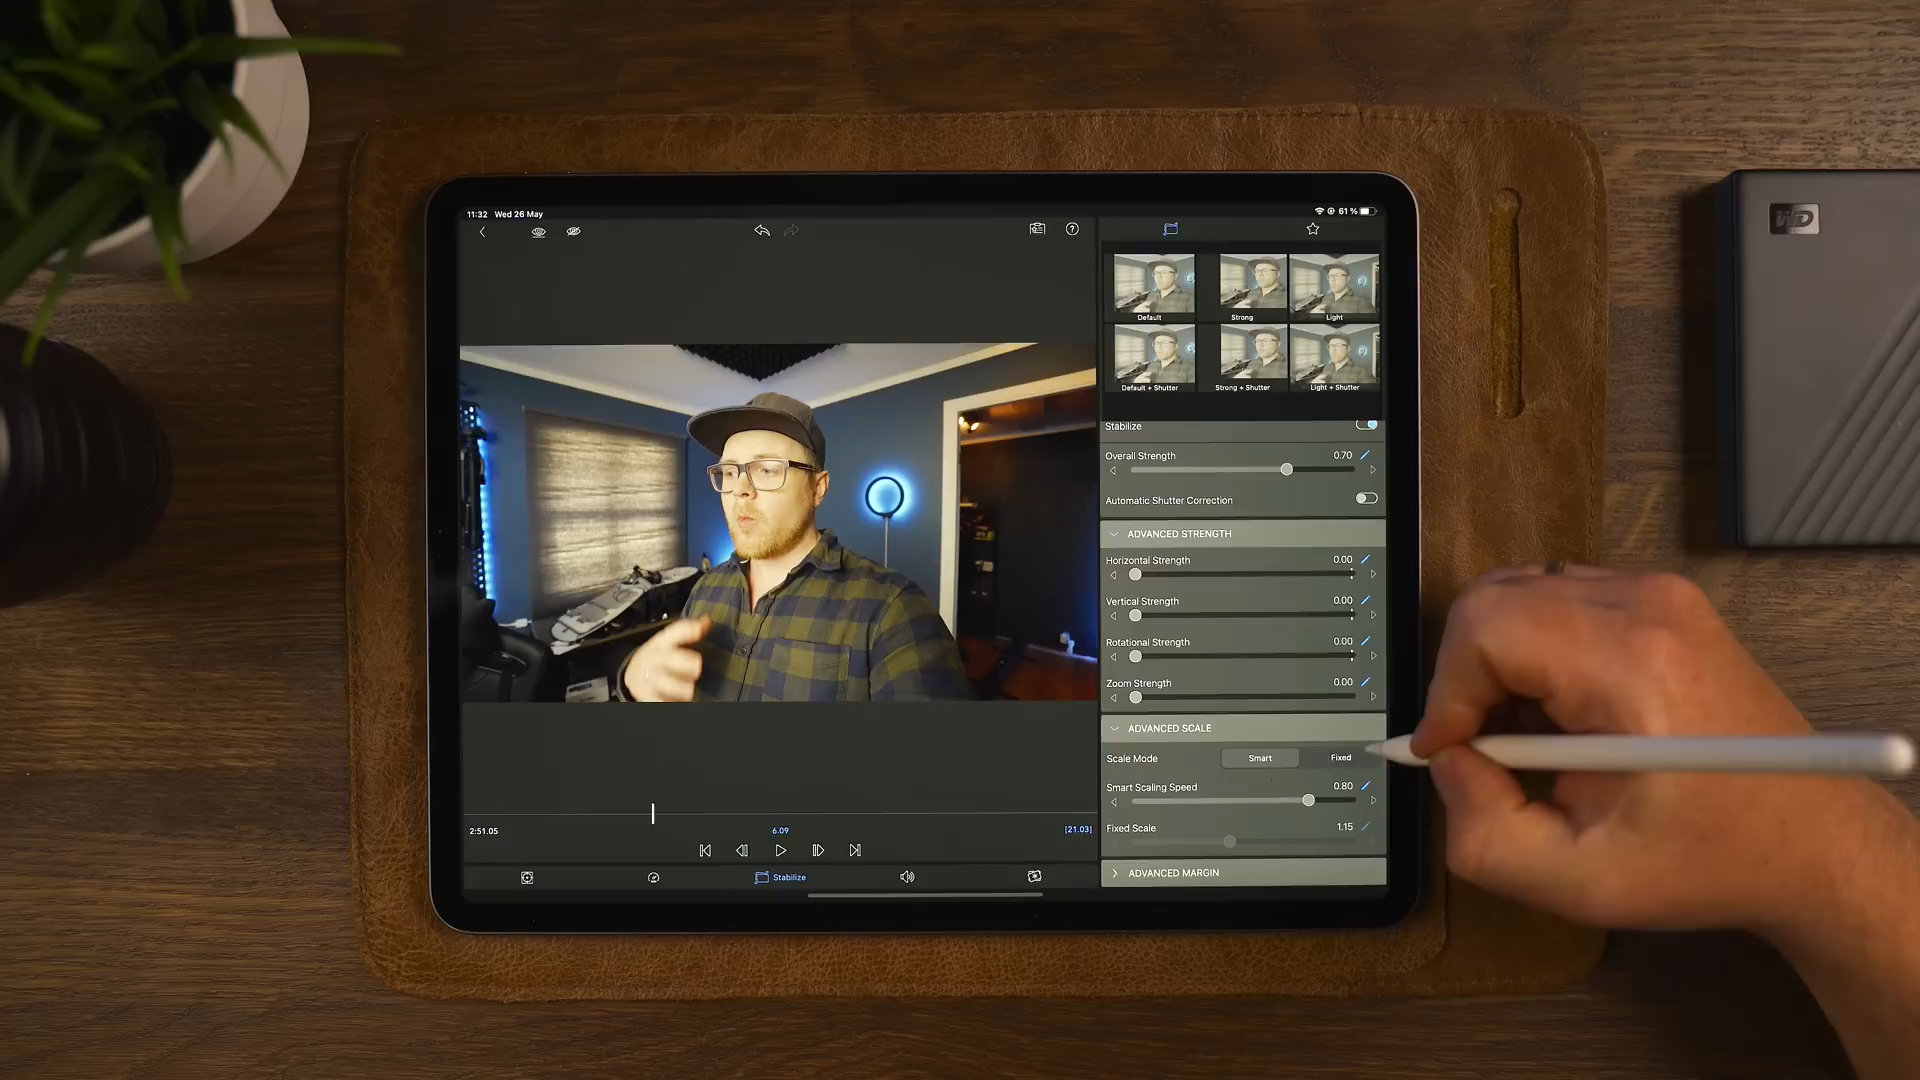 11:32 Wed 26 May
61 %
WD
Default
Strong
Light
Default + Shutter
Strong + Shutter
Light + Shutter
Stabilize
Overall Strength 0.70
Automatic Shutter Correction
ADVANCED STRENGTH
Horizontal Strength 0.00
Vertical Strength 0.00
Rotational Strength 0.00
Zoom Strength 0.00
ADVANCED SCALE
Scale Mode Smart Fixed
Smart Scaling Speed 0.80
Fixed Scale 1.15
ADVANCED MARGIN
2:51.05
6.09
[21.03]
Stabilize